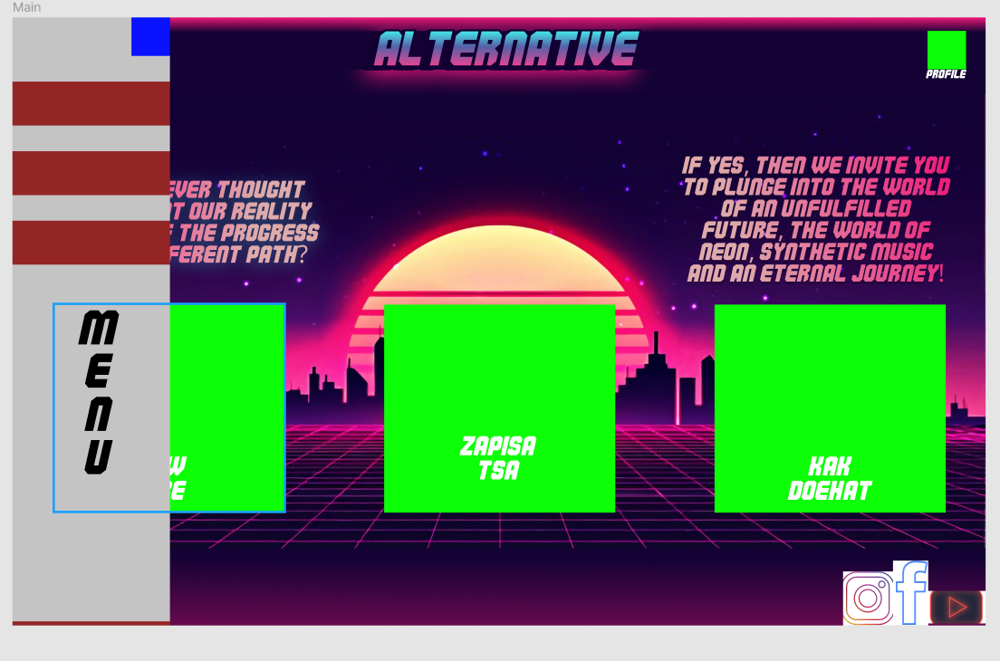 Main
ALTERNATIVE
PROFILE
EVER THOUGHT
OUR REALITY
THE PROGRESS
FERENT PATH?
IF YES, THEN WE INVITE YOU
TO PLUNGE INTO THE WORLD
OF AN UNFULFILLED
FUTURE, THE WORLD OF
NEON, SYNTHETIC MUSIC
AND AN ETERNAL JOURNEY!
M
E
N
U
W
E
ZAPISA
TSA
KAK
DOEHAT